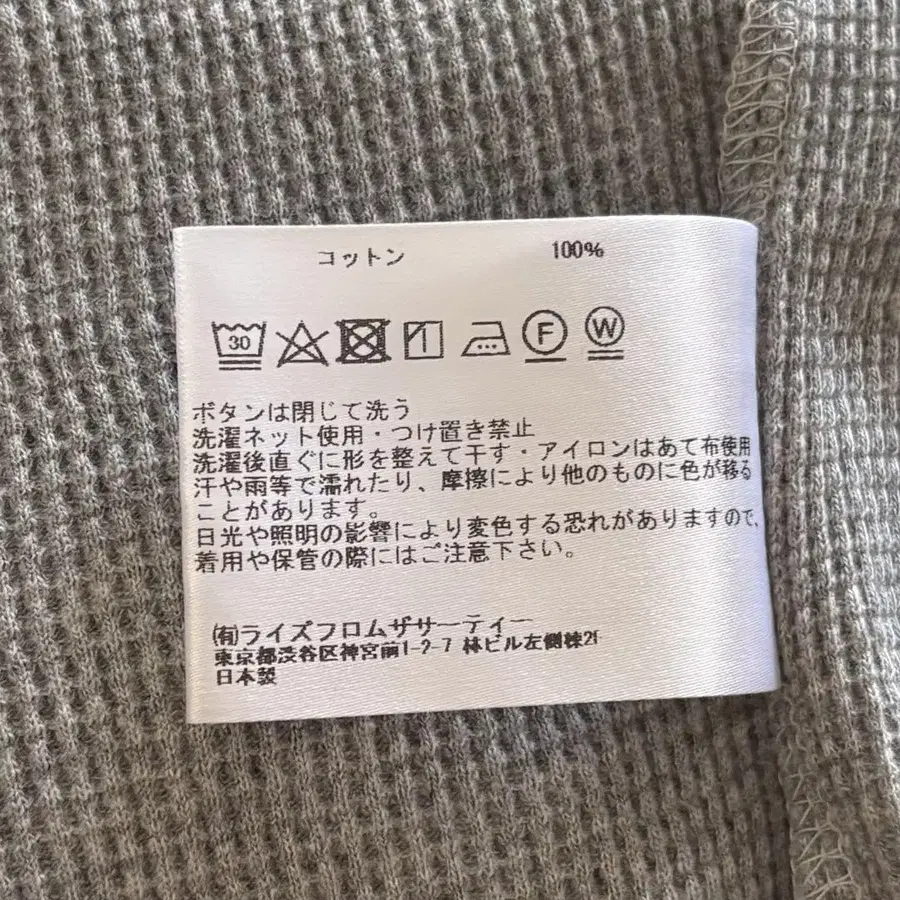 コットン 100%
30 F W
ボタンは閉じて洗う
洗濯ネット使用・つけ置き禁止
洗濯後直ぐに形を整えて干す・アイロンはあて布使用
汗や雨等で濡れたり、摩擦により他のものに色が移る
ことがあります。
日光や照明の影響により変色する恐れがありますので、
着用や保管の際にはご注意下さい。
㈲ライズフロムザサーティー
東京都渋谷区神宮前1-2-7 林ビル左側棟2f
日本製